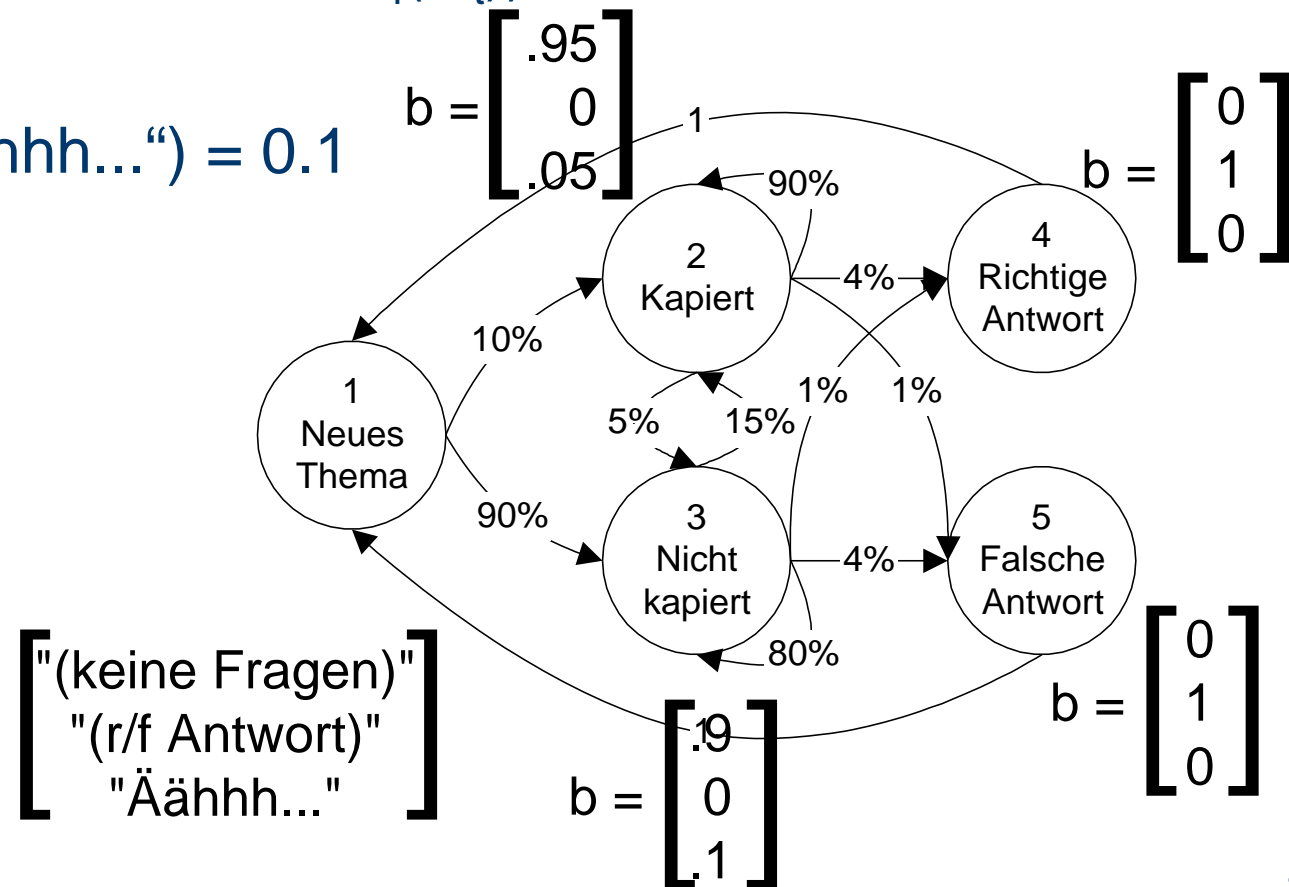 b = [.95
0
.05]
hhh...“) = 0.1
1
b = [0
1
0]
90%
2
Kapiert
4%
4
Richtige
Antwort
10%
1
Neues
Thema
5%
15%
1%
1%
90%
3
Nicht
kapiert
4%
5
Falsche
Antwort
80%
"(keine Fragen)"
"(r/f Antwort)"
"Äähhh..."
1
b = [.9
0
.1]
b = [0
1
0]